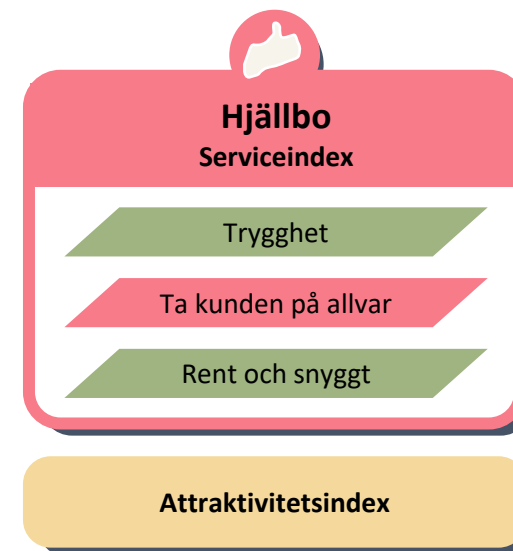 Hjällbo
Serviceindex
Trygghet
Ta kunden på allvar
Rent och snyggt
Attraktivitetsindex